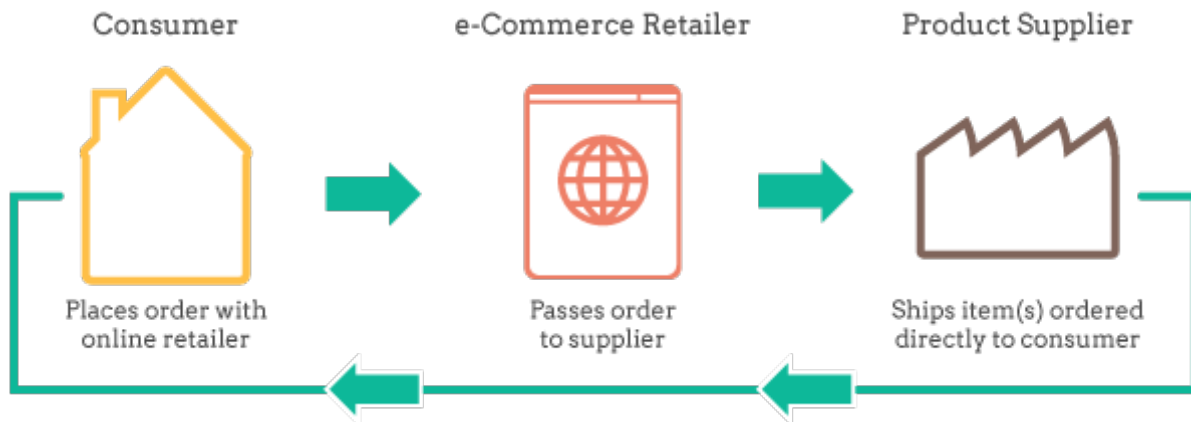 Consumer
e-Commerce Retailer
Product Supplier
Places order with
online retailer
Passes order
to supplier
Ships item(s) ordered
directly to consumer